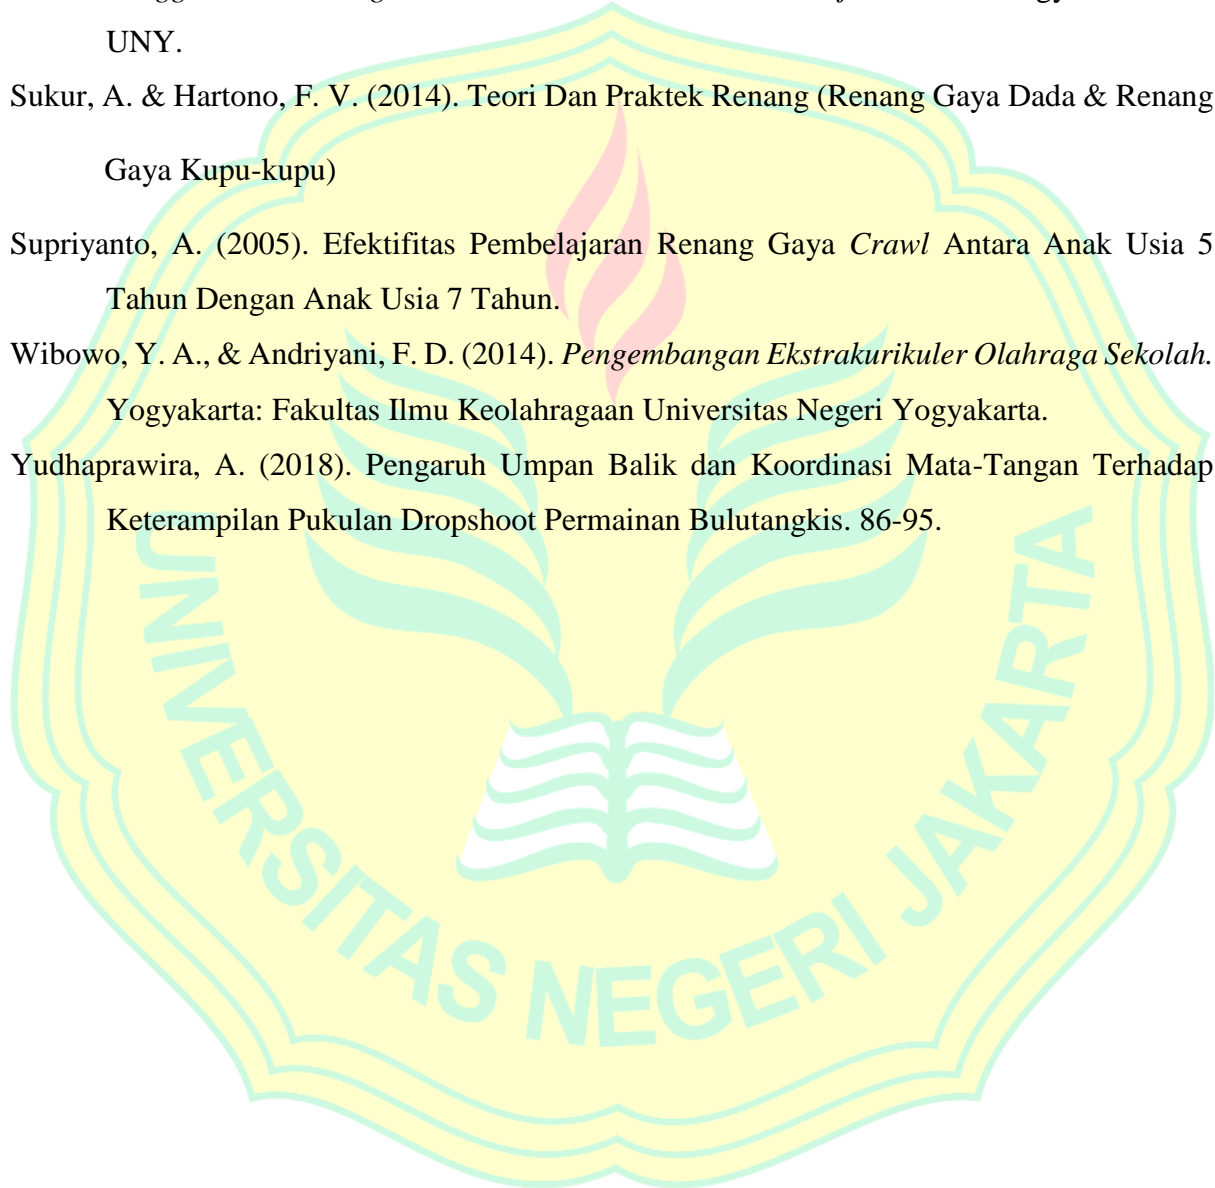 UNY.
Sukur, A. & Hartono, F. V. (2014). Teori Dan Praktek Renang (Renang Gaya Dada & Renang
Gaya Kupu-kupu)
Supriyanto, A. (2005). Efektifitas Pembelajaran Renang Gaya Crawl Antara Anak Usia 5
Tahun Dengan Anak Usia 7 Tahun.
Wibowo, Y. A., & Andriyani, F. D. (2014). Pengembangan Ekstrakurikuler Olahraga Sekolah.
Yogyakarta: Fakultas Ilmu Keolahragaan Universitas Negeri Yogyakarta.
Yudhaprawira, A. (2018). Pengaruh Umpan Balik dan Koordinasi Mata-Tangan Terhadap
Keterampilan Pukulan Dropshoot Permainan Bulutangkis. 86-95.
UNIVERSITAS NEGERI JAKARTA